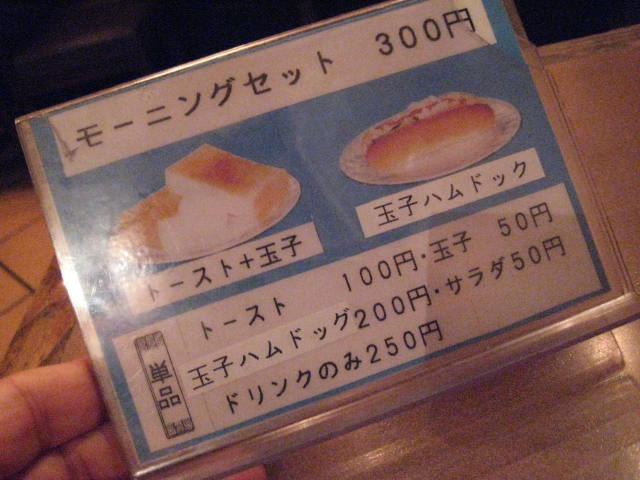 モーニングセット 300円
トースト+玉子
玉子ハムドック
単品
トースト 100円・玉子 50円
玉子ハムドッグ200円・サラダ50円
ドリンクのみ250円